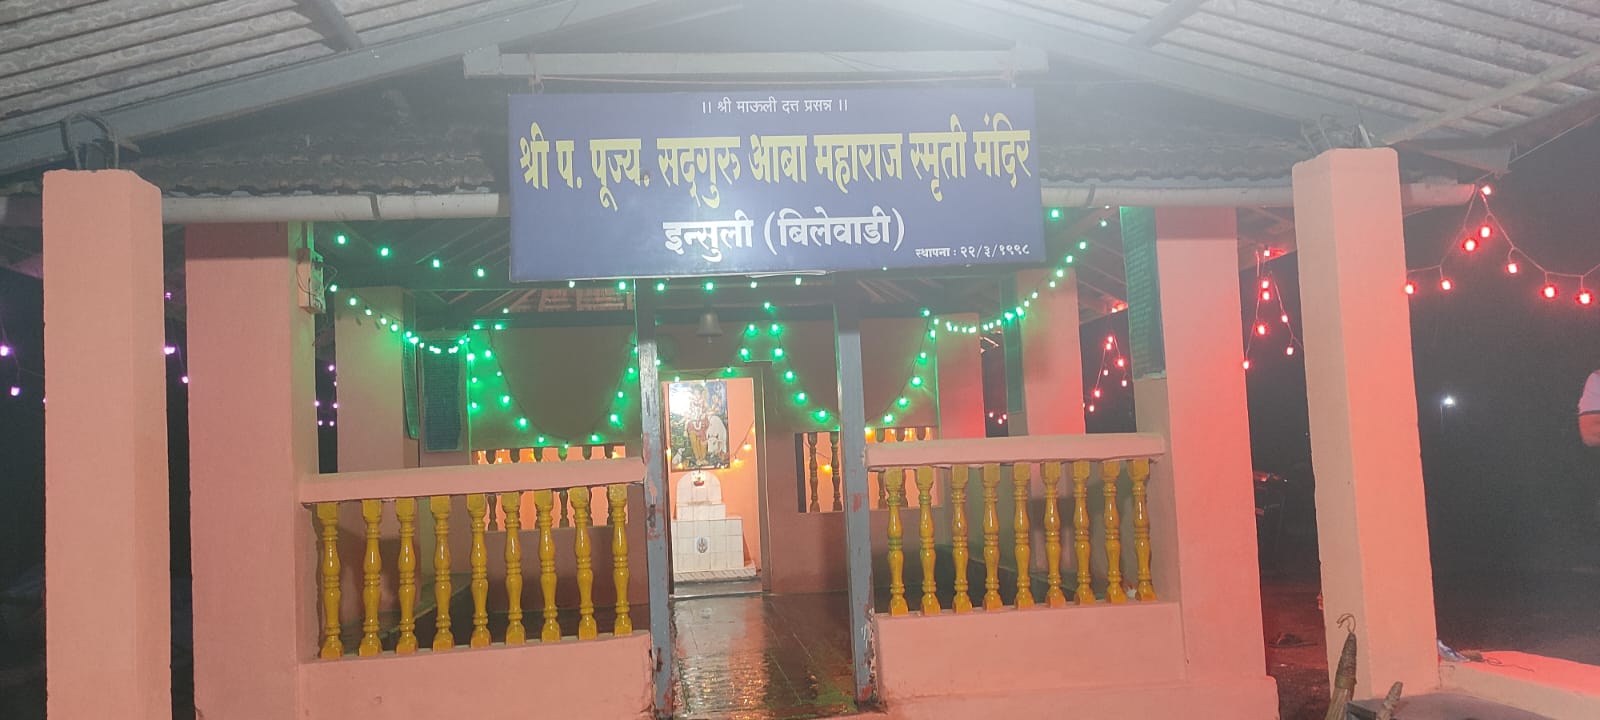 ।। श्री माऊली दत्त प्रसन्न ।।
श्री प. पूज्य. सद्‌गुरु आबा महाराज स्मृती मंदिर
इन्सुली (बिलेवाडी)
स्थापना : २२/३/१९९८